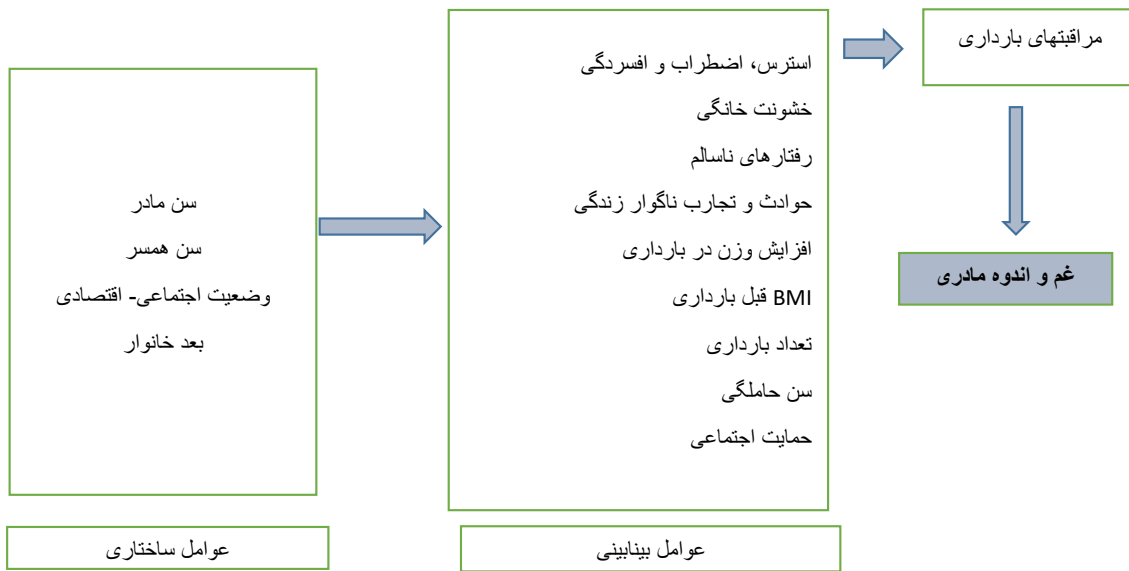 سن مادر
سن همسر
وضعیت اجتماعی- اقتصادی
بعد خانوار
عوامل ساختاری
استرس، اضطراب و افسردگی
خشونت خانگی
رفتارهای ناسالم
حوادث و تجارب ناگوار زندگی
افزایش وزن در بارداری
BMI قبل بارداری
تعداد بارداری
سن حاملگی
حمایت اجتماعی
عوامل بینابینی
مراقبتهای بارداری
غم و اندوه مادری